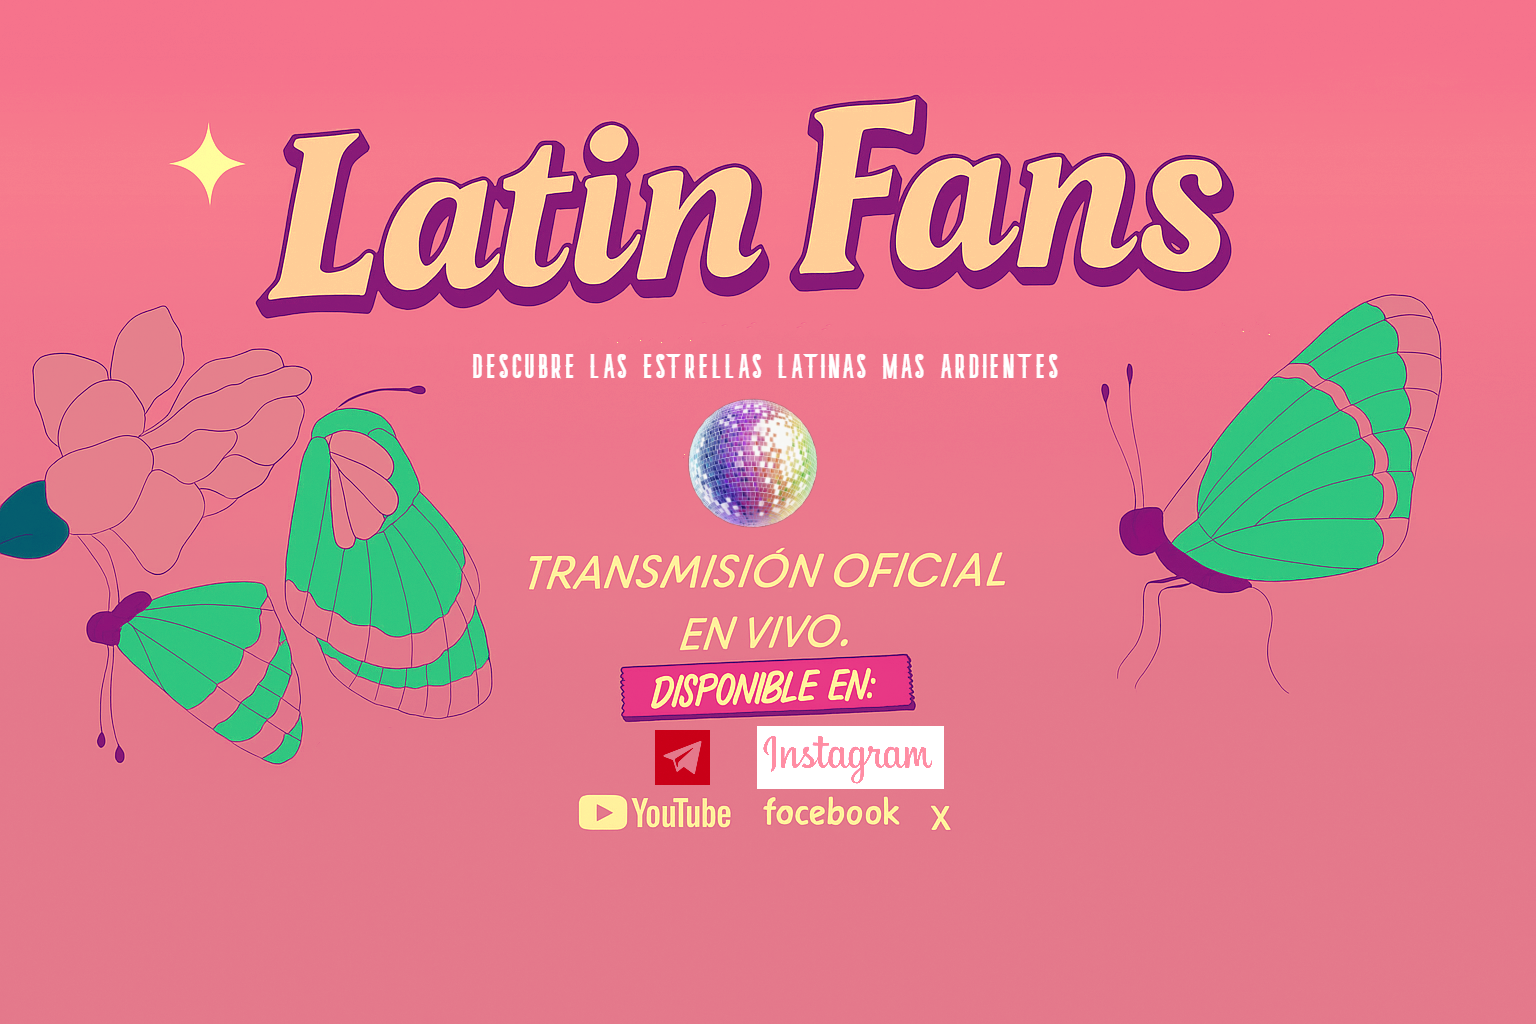 Latin Fans
DESCUBRE LAS ESTRELLAS LATINAS MAS ARDIENTES
TRANSMISIÓN OFICIAL
EN VIVO.
DISPONIBLE EN:
Instagram
YouTube focebook X